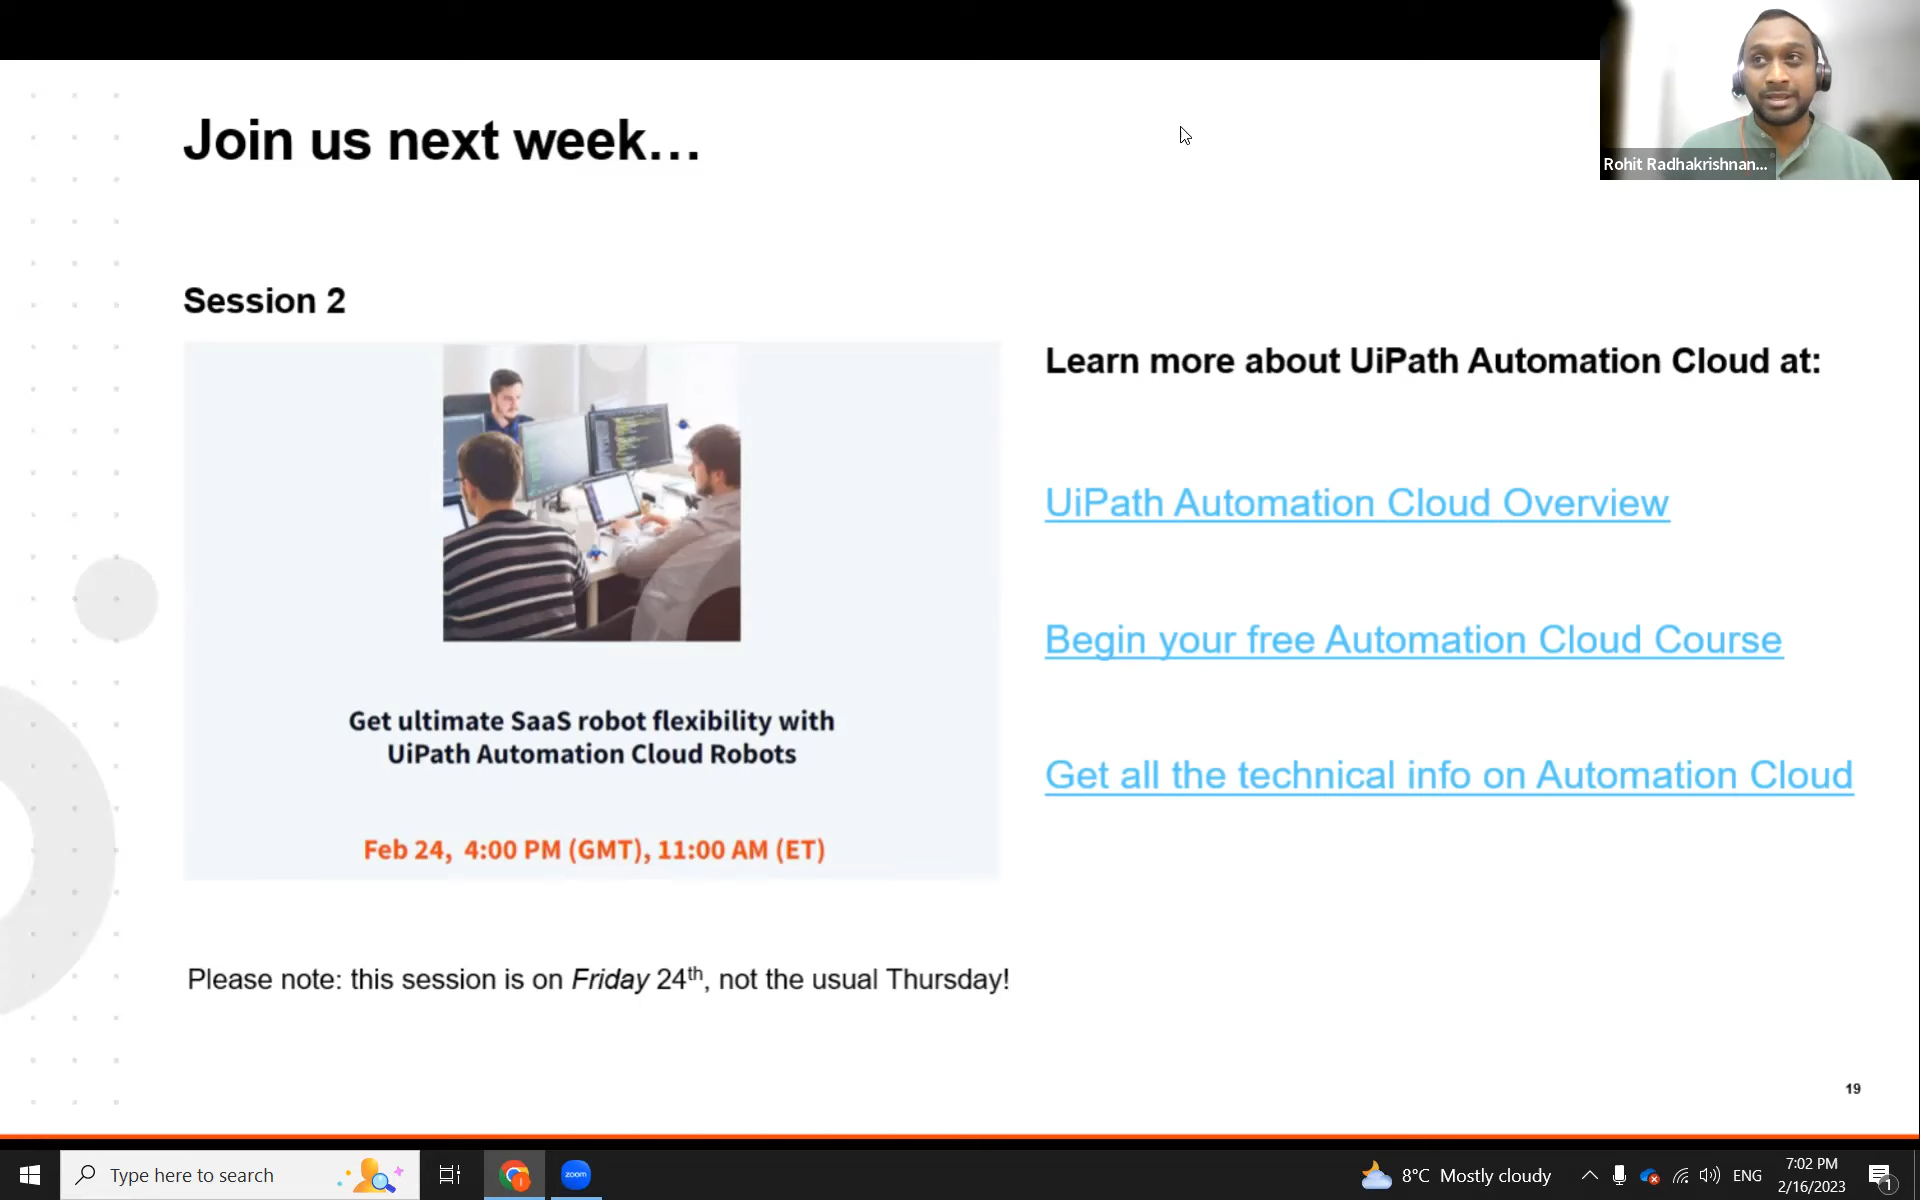 Join us next week...
Rohit Radhakrishnan...
Session 2
Get ultimate SaaS robot flexibility with
UiPath Automation Cloud Robots
Feb 24,  4:00 PM (GMT), 11:00 AM (ET)
Please note: this session is on Friday 24th, not the usual Thursday!
Learn more about UiPath Automation Cloud at:
UiPath Automation Cloud Overview
Begin your free Automation Cloud Course
Get all the technical info on Automation Cloud
19
Type here to search
zoom
8°C Mostly cloudy
ENG
7:02 PM
2/16/2023
1